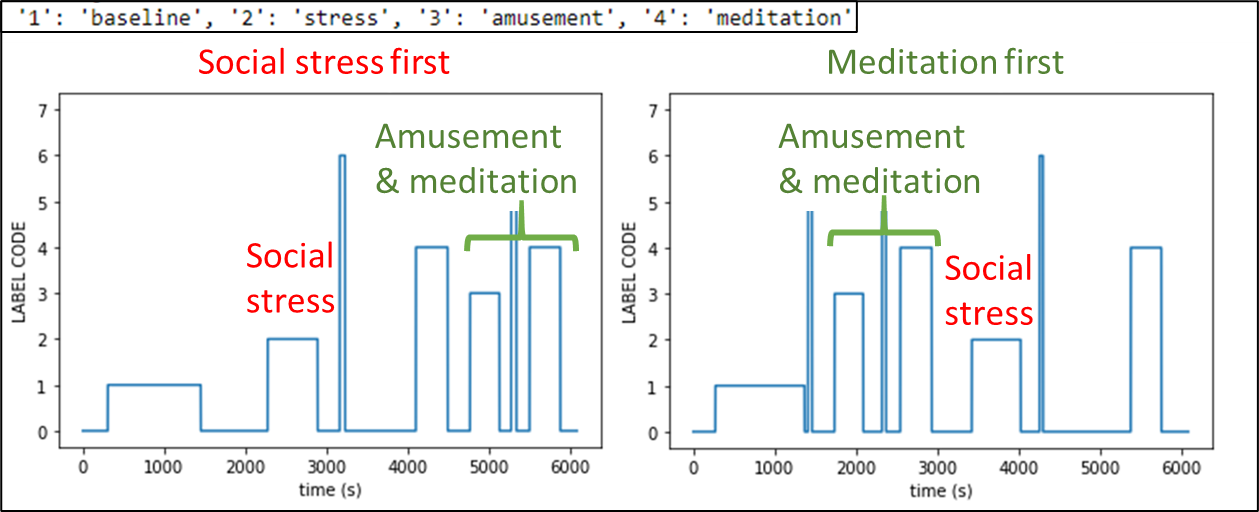 '1': 'baseline', '2': 'stress', '3': 'amusement', '4': 'meditation'
Social stress first
7
6
5
4
3
2
1
0
LABEL CODE
Amusement
& meditation
Social
stress
0 1000 2000 3000 4000 5000 6000
time (s)
Meditation first
7
6
5
4
3
2
1
0
LABEL CODE
Amusement
& meditation
Social
stress
0 1000 2000 3000 4000 5000 6000
time (s)